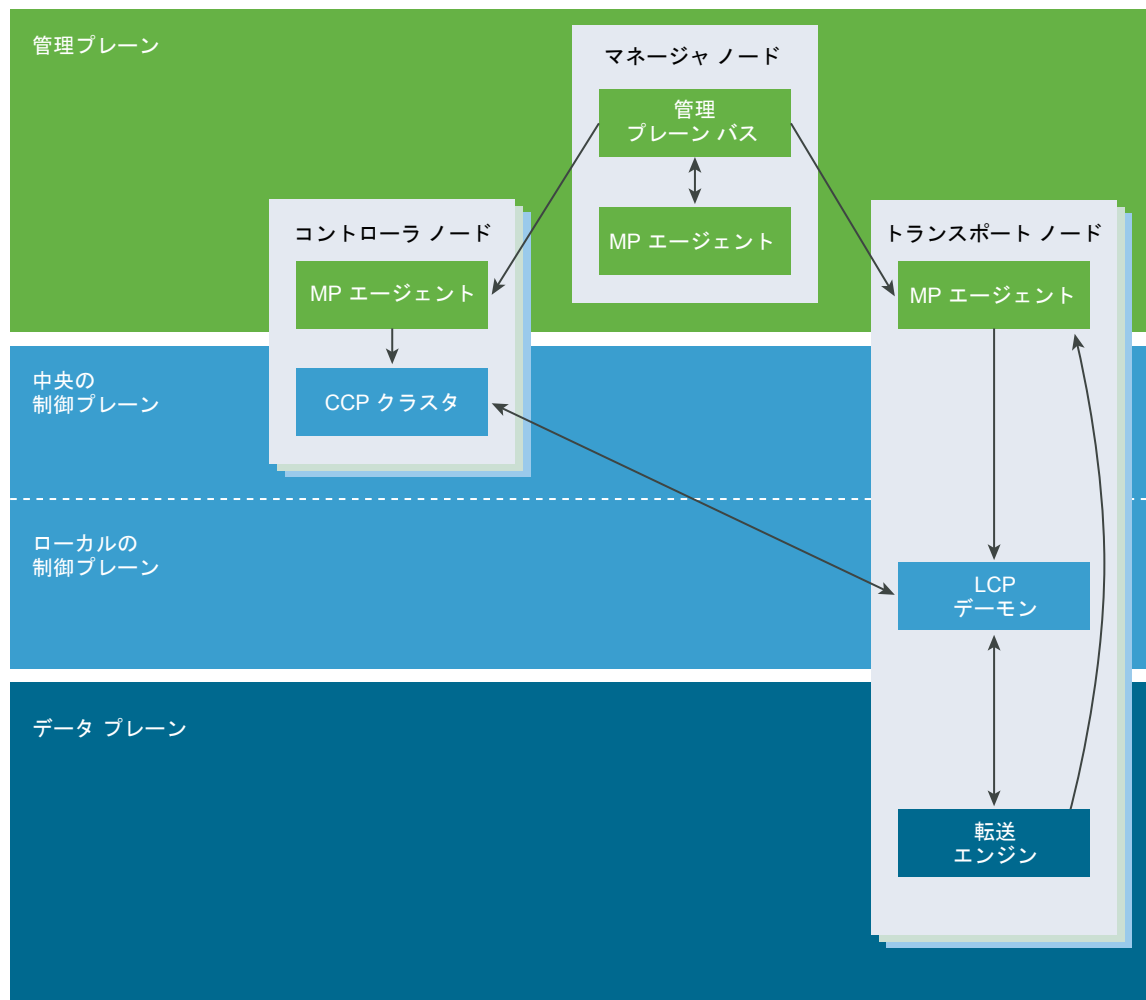 管理プレーン
マネージャ ノード
管理
プレーン バス
MP エージェント
コントローラ ノード
MP エージェント
トランスポート ノード
MP エージェント
中央の
制御プレーン
CCP クラスタ
ローカルの
制御プレーン
LCP
デーモン
データ プレーン
転送
エンジン